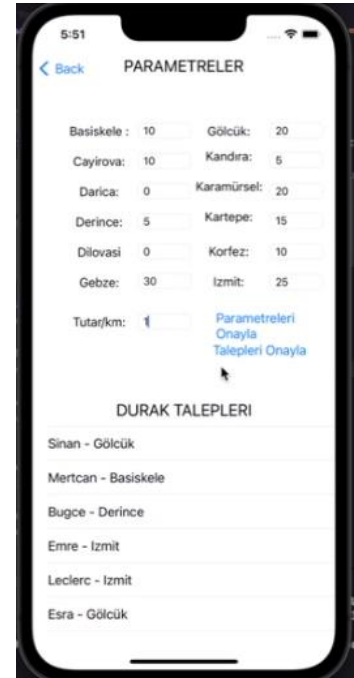 5:51
Back PARAMETRELER
Basiskele : 10 Gölcük: 20
Cayirova: 10 Kandira: 5
Darica: 0 Karamürsel: 20
Derince: 5 Kartepe: 15
Dilovasi 0 Korfez: 10
Gebze: 30 Izmit: 25
Tutar/km: 1 Parametreleri
Onayla
Talepleri Onayla
DURAK TALEPLERI
Sinan - Gölcük
Mertcan - Basiskele
Bugce - Derince
Emre - Izmit
Leclerc - Izmit
Esra - Gölcük